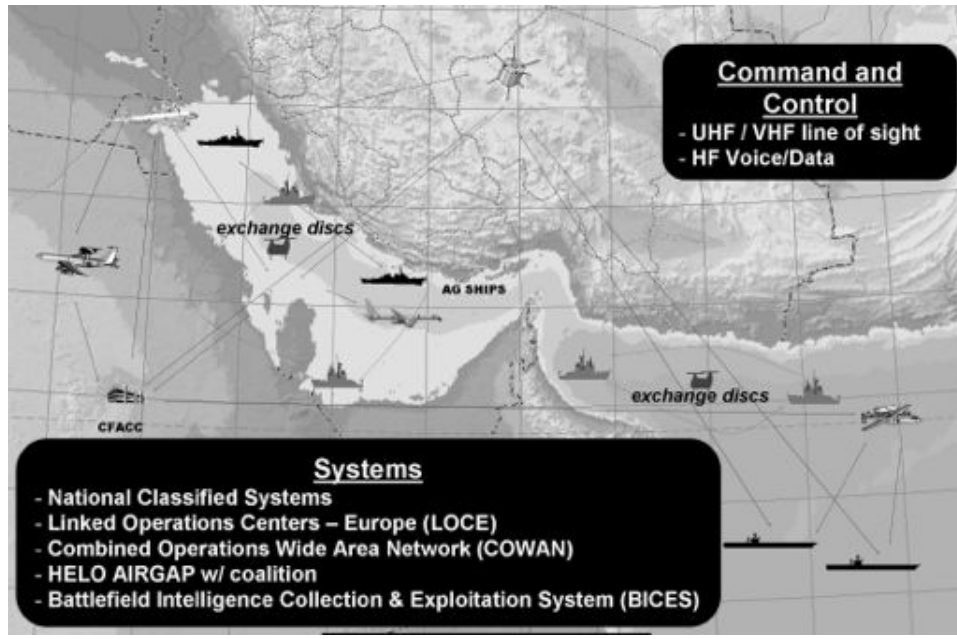 Command and
Control
- UHF / VHF line of sight
- HF Voice/Data
exchange discs
AG SHIPS
exchange discs
CFACC
Systems
- National Classified Systems
- Linked Operations Centers – Europe (LOCE)
- Combined Operations Wide Area Network (COWAN)
- HELO AIRGAP w/ coalition
- Battlefield Intelligence Collection & Exploitation System (BICES)